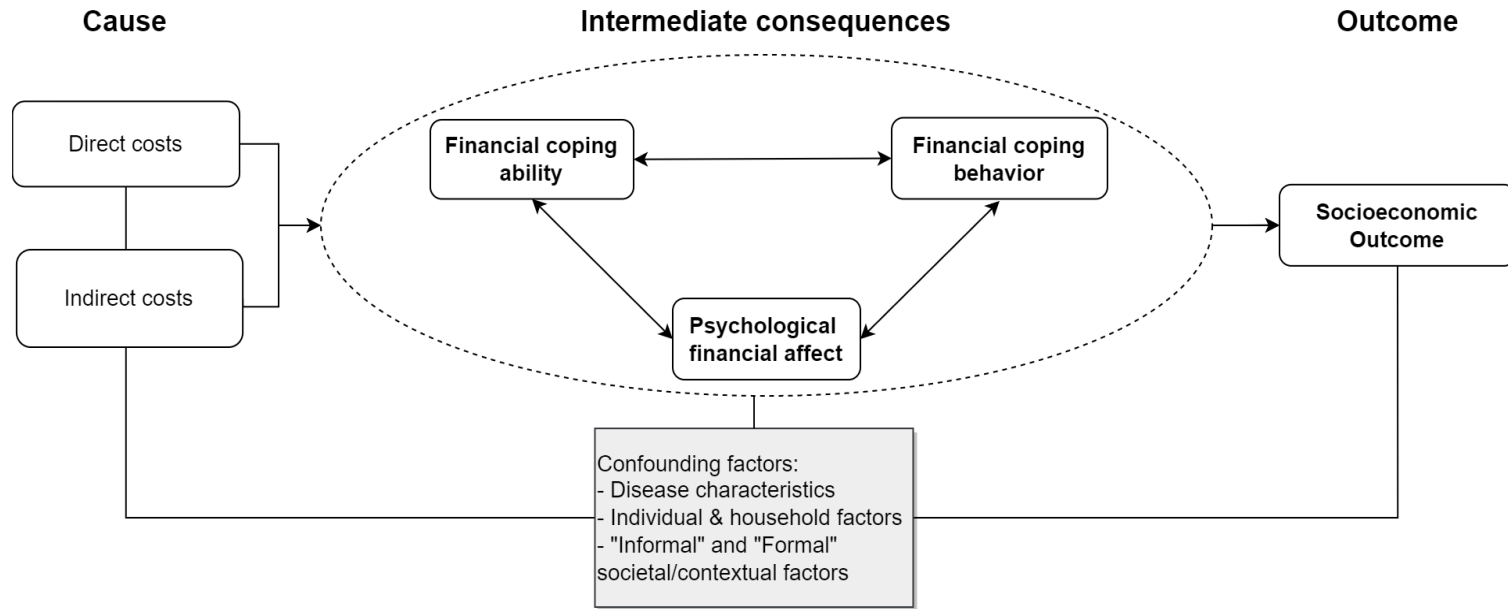 Cause
Intermediate consequences
Outcome
Direct costs
Indirect costs
Financial coping
ability
Financial coping
behavior
Psychological
financial affect
Socioeconomic
Outcome
Confounding factors:
- Disease characteristics
- Individual & household factors
- "Informal" and "Formal"
societal/contextual factors